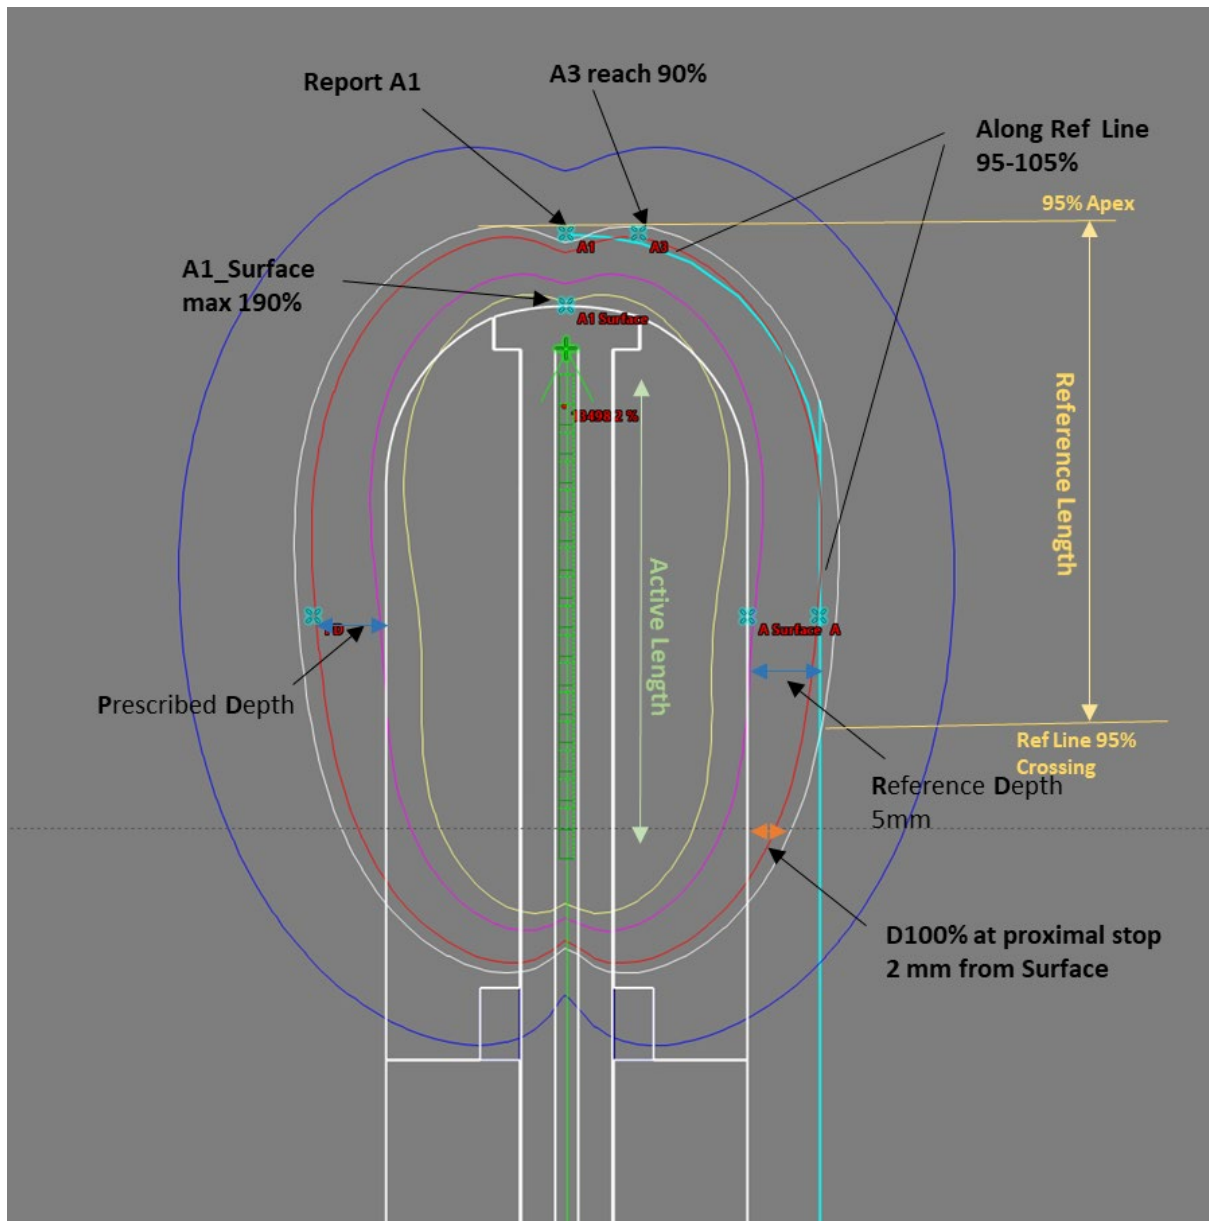 Report A1
A3 reach 90%
Along Ref Line
95-105%
95% Apex
A1
A3
A1_Surface
max 190%
A1 Surface
Reference Length
Active Length
A Surface
A
Prescribed Depth
Ref Line 95%
Crossing
Reference Depth
5mm
D100% at proximal stop
2 mm from Surface